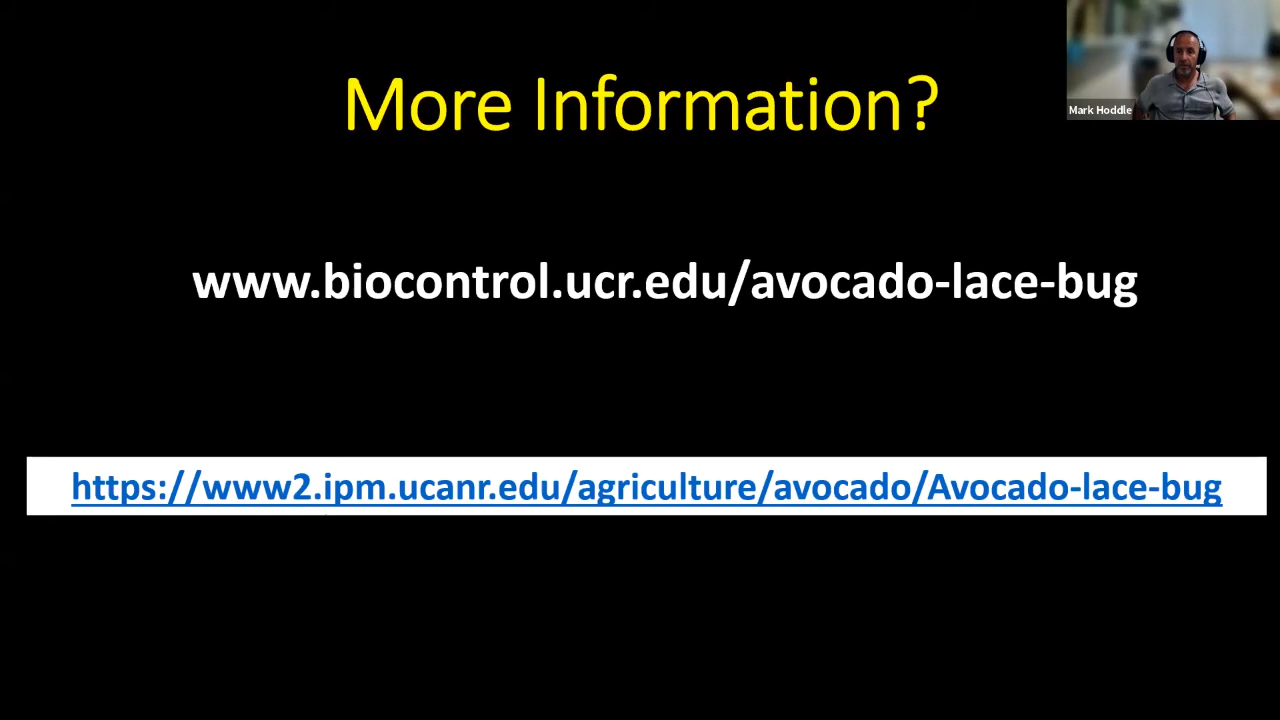 More Information?
Mark Hoddle
www.biocontrol.ucr.edu/avocado-lace-bug
https://www2.ipm.ucanr.edu/agriculture/avocado/Avocado-lace-bug